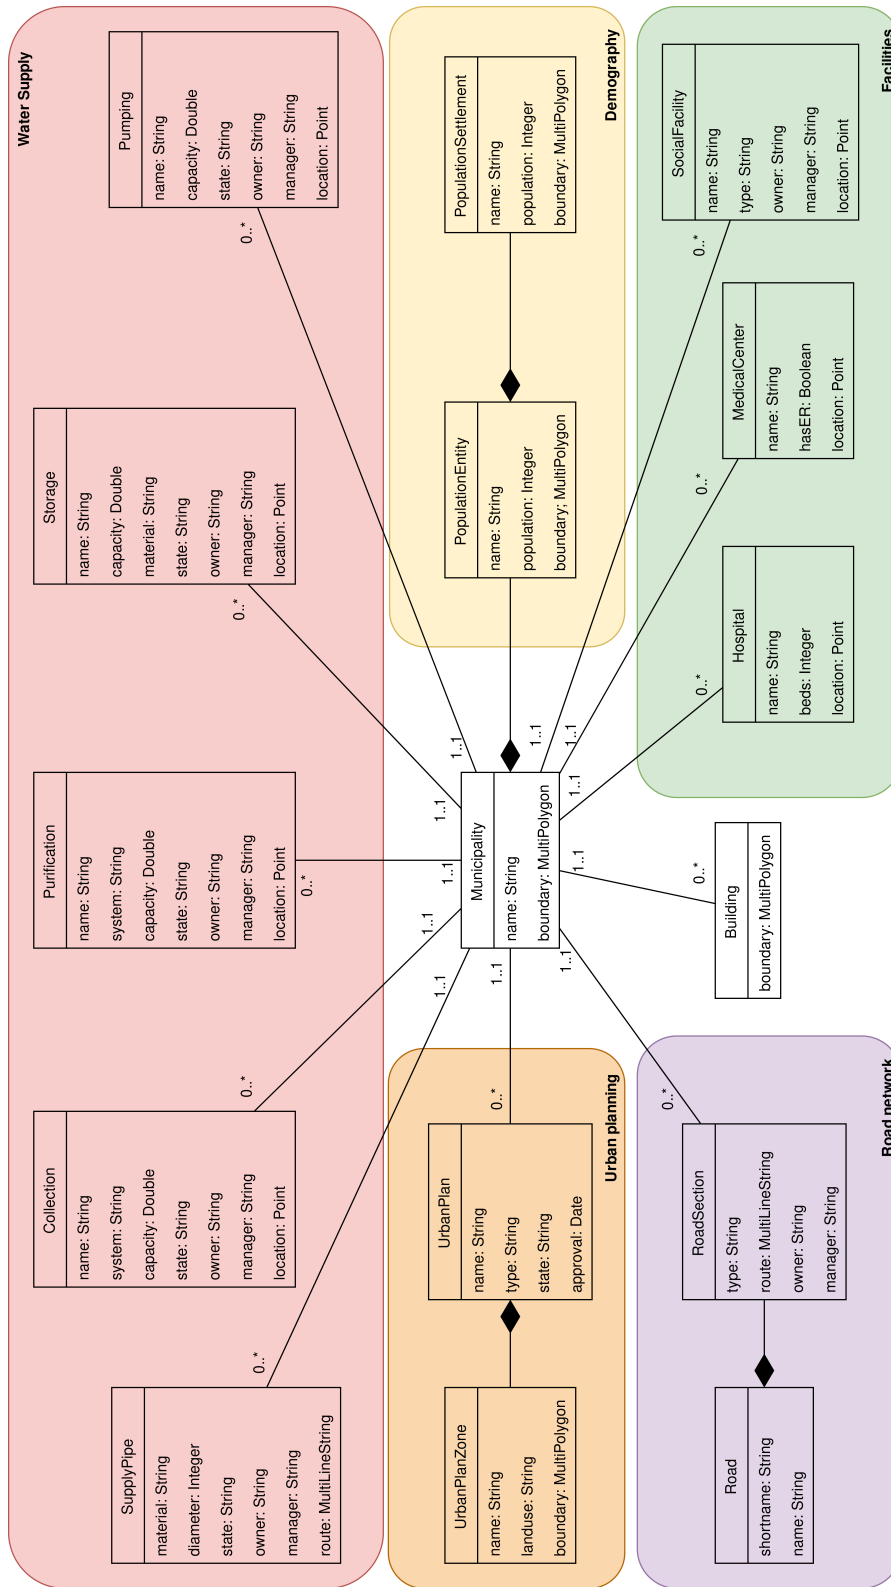 Water Supply
SupplyPipe
material: String
diameter: Integer
state: String
owner: String
manager: String
route: MultiLineString
0..*
1..1
Collection
name: String
system: String
capacity: Double
state: String
owner: String
manager: String
location: Point
0..*
1..1
Purification
name: String
system: String
capacity: Double
state: String
owner: String
manager: String
location: Point
0..*
1..1
Storage
name: String
capacity: Double
material: String
state: String
owner: String
manager: String
location: Point
0..*
1..1
Pumping
name: String
capacity: Double
state: String
owner: String
manager: String
location: Point
0..*
1..1
Urban planning
UrbanPlanZone
name: String
landuse: String
boundary: MultiPolygon
UrbanPlan
name: String
type: String
state: String
approval: Date
0..*
1..1
Municipality
name: String
boundary: MultiPolygon
Demography
PopulationEntity
name: String
population: Integer
boundary: MultiPolygon
PopulationSettlement
name: String
population: Integer
boundary: MultiPolygon
Road network
Road
shortname: String
name: String
RoadSection
type: String
route: MultiLineString
owner: String
manager: String
0..*
1..1
Building
boundary: MultiPolygon
0..*
1..1
Facilities
Hospital
name: String
beds: Integer
location: Point
0..*
1..1
MedicalCenter
name: String
hasER: Boolean
location: Point
0..*
1..1
SocialFacility
name: String
type: String
owner: String
manager: String
location: Point
0..*
1..1